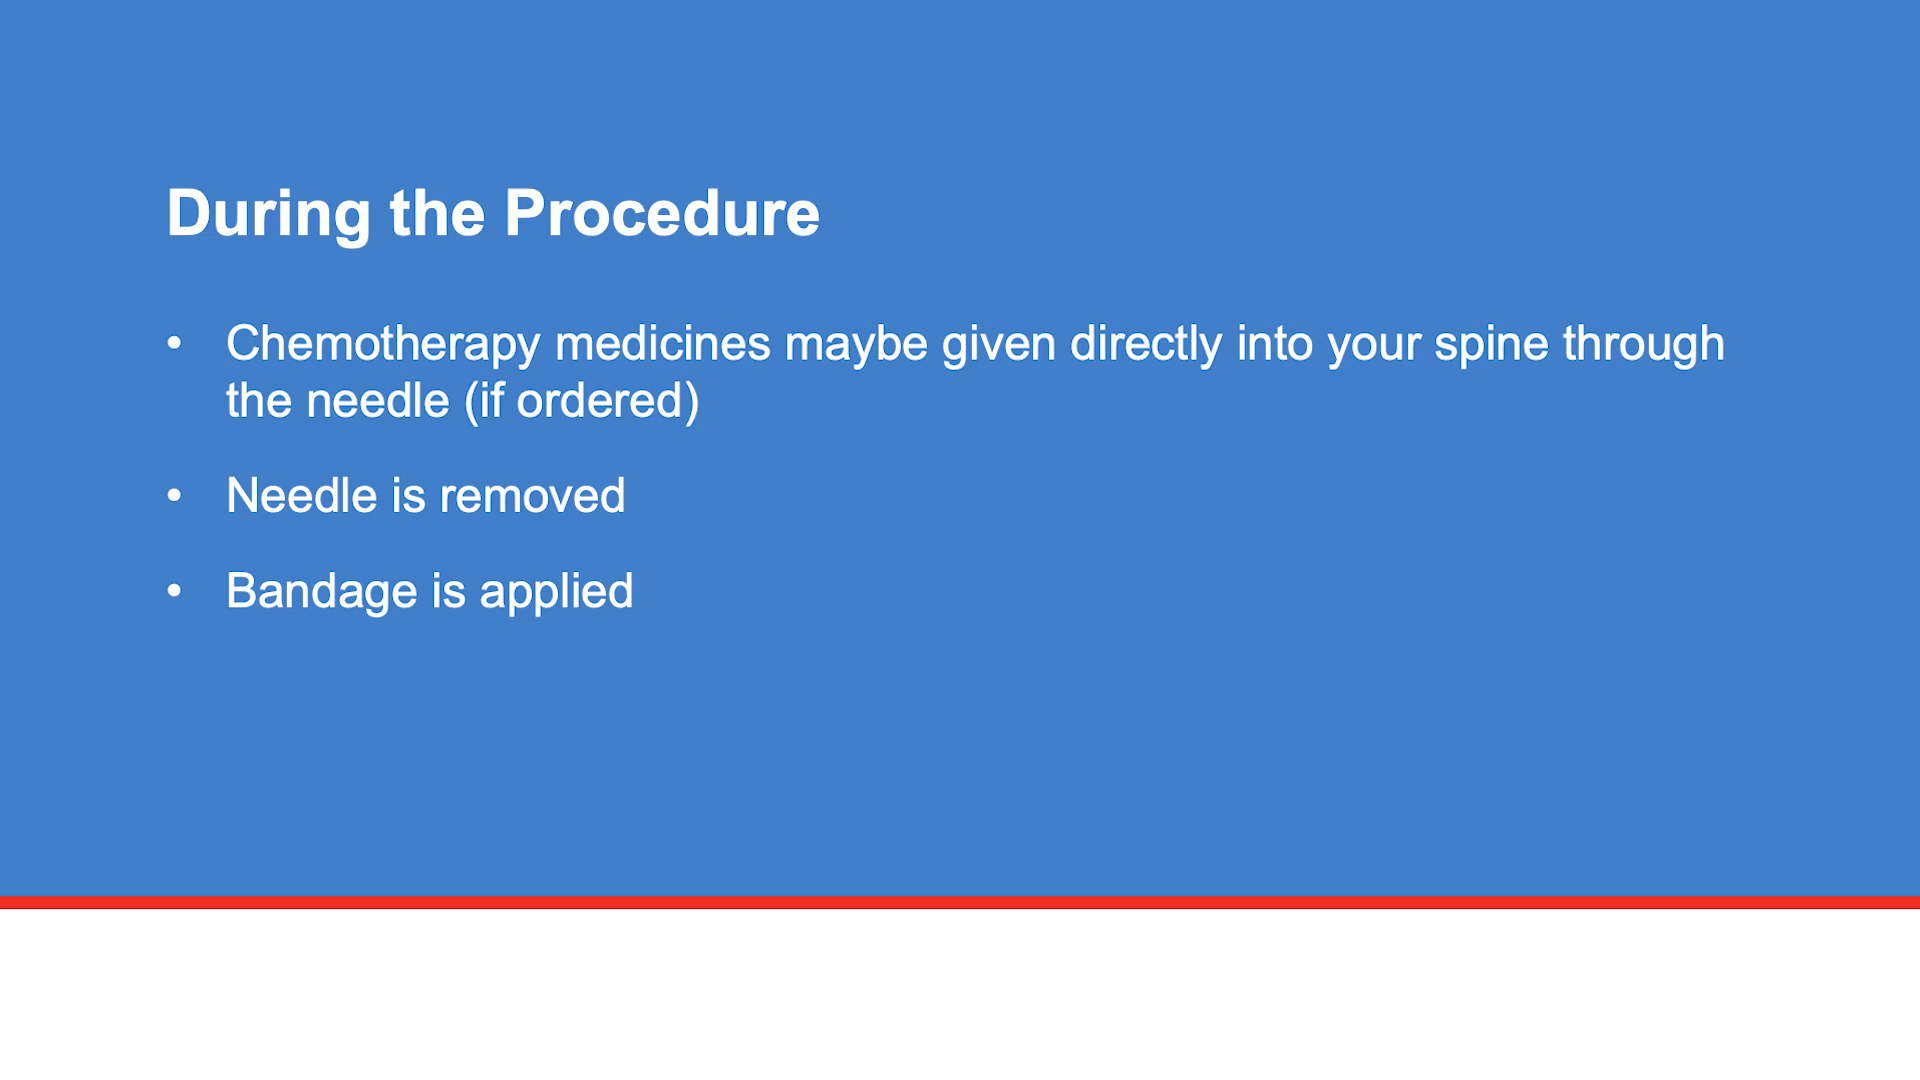 During the Procedure
• Chemotherapy medicines maybe given directly into your spine through
the needle (if ordered)
• Needle is removed
• Bandage is applied